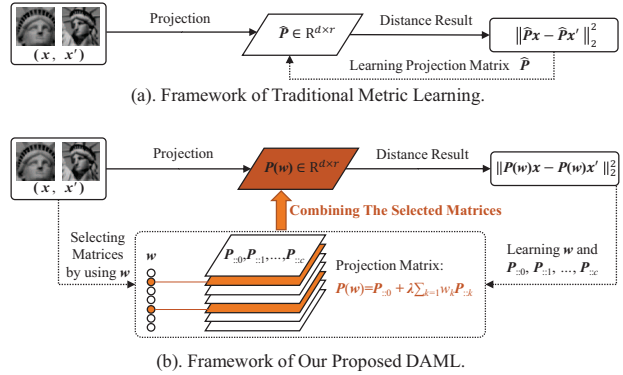 Projection
Distance Result
(x, x′)
P̂ ∈ R^{d×r}
‖P̂x − P̂x′‖₂²
Learning Projection Matrix P̂
(a). Framework of Traditional Metric Learning.
Projection
Distance Result
(x, x′)
P(w) ∈ R^{d×r}
‖P(w)x − P(w)x′‖₂²
Combining The Selected Matrices
Selecting
Matrices
by using w
w
P_{::0}, P_{::1}, ..., P_{::c}
Projection Matrix:
P(w)=P_{::0} + λ∑_{k=1} w_k P_{::k}
Learning w and
P_{::0}, P_{::1}, ..., P_{::c}
(b). Framework of Our Proposed DAML.